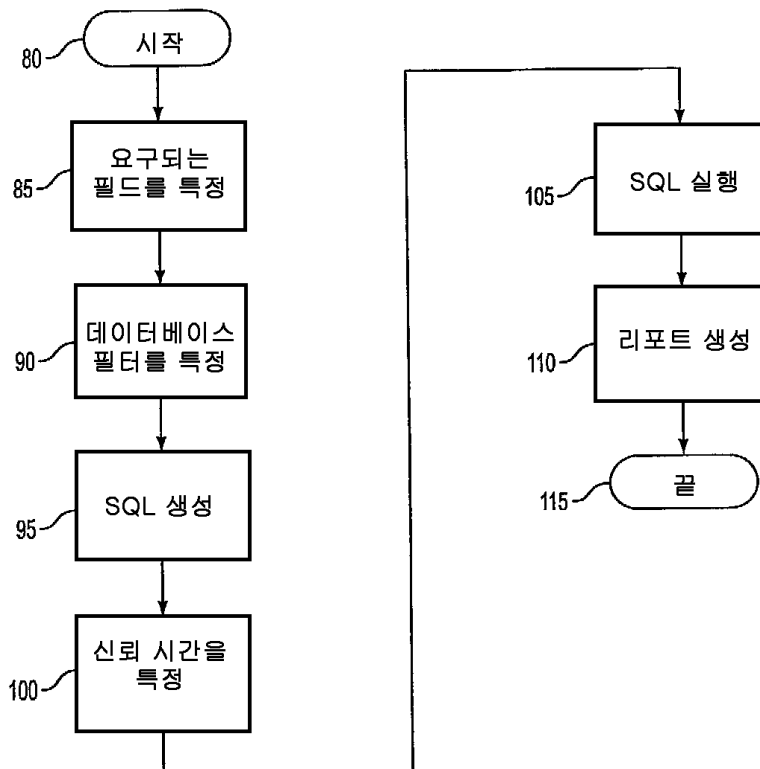 80
시작
85
요구되는
필드를 특정
90
데이터베이스
필터를 특정
95
SQL 생성
100
신뢰 시간을
특정
105
SQL 실행
110
리포트 생성
115
끝